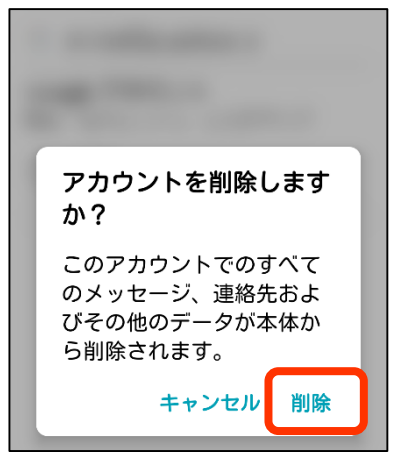 アカウントを削除します
か？
このアカウントでのすべて
のメッセージ、連絡先およ
びその他のデータが本体か
ら削除されます。
キャンセル 削除